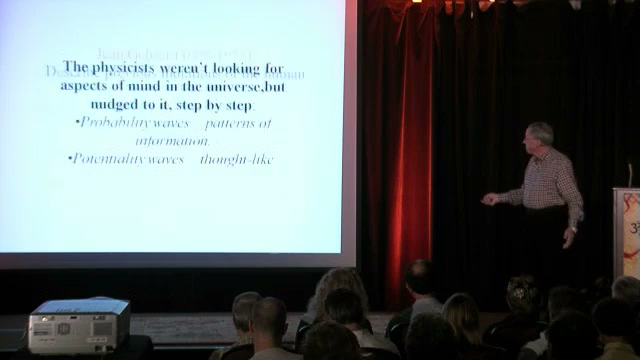 The physicists weren't looking for
aspects of mind in the universe,but
nudged to it, step by step.
•Probability waves patterns of
information.
•Potentiality waves thought-like